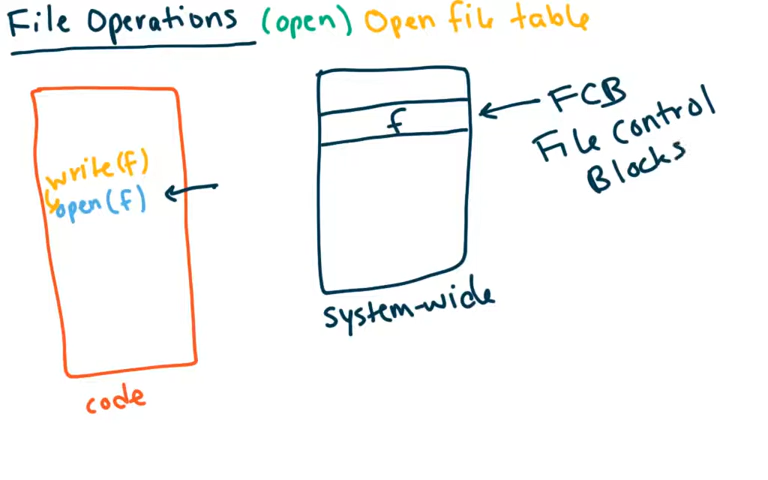 File Operations (open) Open file table
write(f)
open(f)
code
f
system-wide
FCB
File Control
Blocks